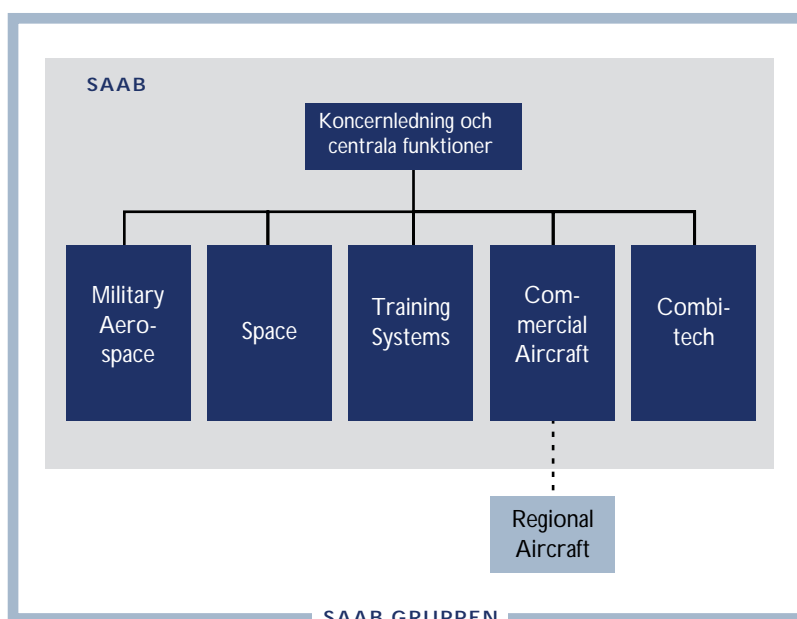 SAAB
Koncernledning och
centrala funktioner
Military
Aero-
space
Space
Training
Systems
Com-
mercial
Aircraft
Combi-
tech
Regional
Aircraft
SAAB GRUPPEN